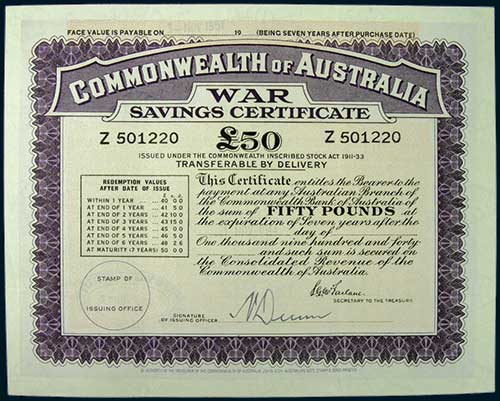 FACE VALUE IS PAYABLE ON 19 (BEING SEVEN YEARS AFTER PURCHASE DATE)
COMMONWEALTH OF AUSTRALIA
WAR
SAVINGS CERTIFICATE
Z 501220 £50 Z 501220
ISSUED UNDER THE COMMONWEALTH INSCRIBED STOCK ACT 1911-33
TRANSFERABLE BY DELIVERY
REDEMPTION VALUES
AFTER DATE OF ISSUE
£ s. d.
WITHIN 1 YEAR 40 0 0
AT END OF 1 YEAR 41 5 0
AT END OF 2 YEARS 42 10 0
AT END OF 3 YEARS 43 15 0
AT END OF 4 YEARS 45 0 0
AT END OF 5 YEARS 46 5 0
AT END OF 6 YEARS 48 2 6
AT MATURITY (7 YEARS) 50 0 0
This Certificate entitles the Bearer to the
payment at any Australian Branch of
the Commonwealth Bank of Australia of
the sum of FIFTY POUNDS at
the expiration of Seven years after the
day of
One thousand nine hundred and forty
and such sum is secured on
the Consolidated Revenue of the
Commonwealth of Australia.
STAMP OF
ISSUING OFFICE
SIGNATURE
OF ISSUING OFFICER
SECRETARY TO THE TREASURY.